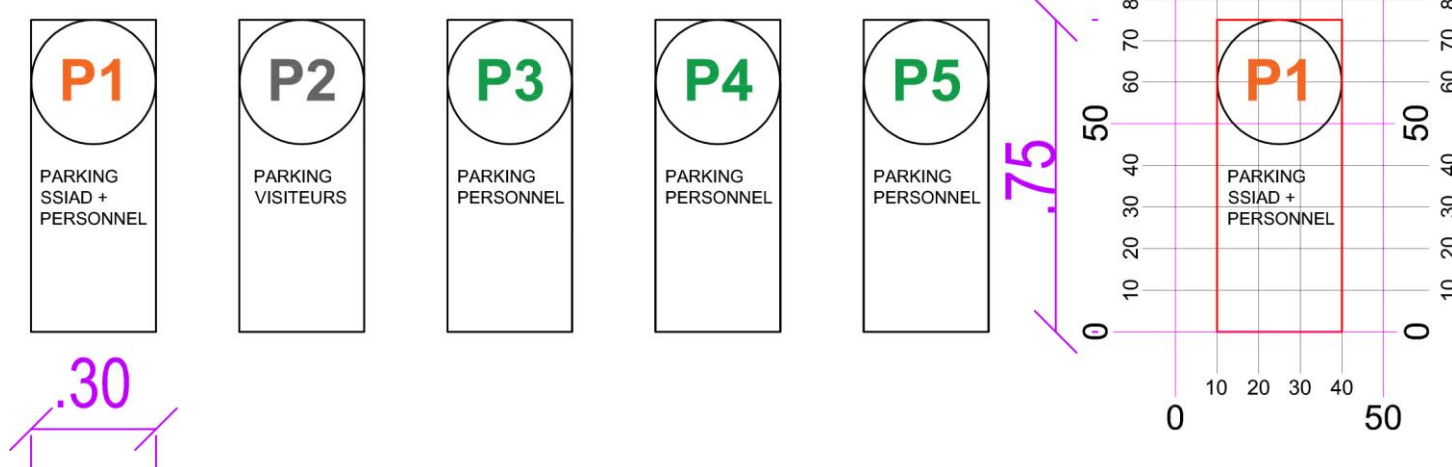 P1
PARKING
SSIAD +
PERSONNEL
P2
PARKING
VISITEURS
P3
PARKING
PERSONNEL
P4
PARKING
PERSONNEL
P5
PARKING
PERSONNEL
.30
.75
70
60
50
40
30
20
10
0
P1
PARKING
SSIAD +
PERSONNEL
70
60
50
40
30
20
10
0
10 20 30 40
0 50